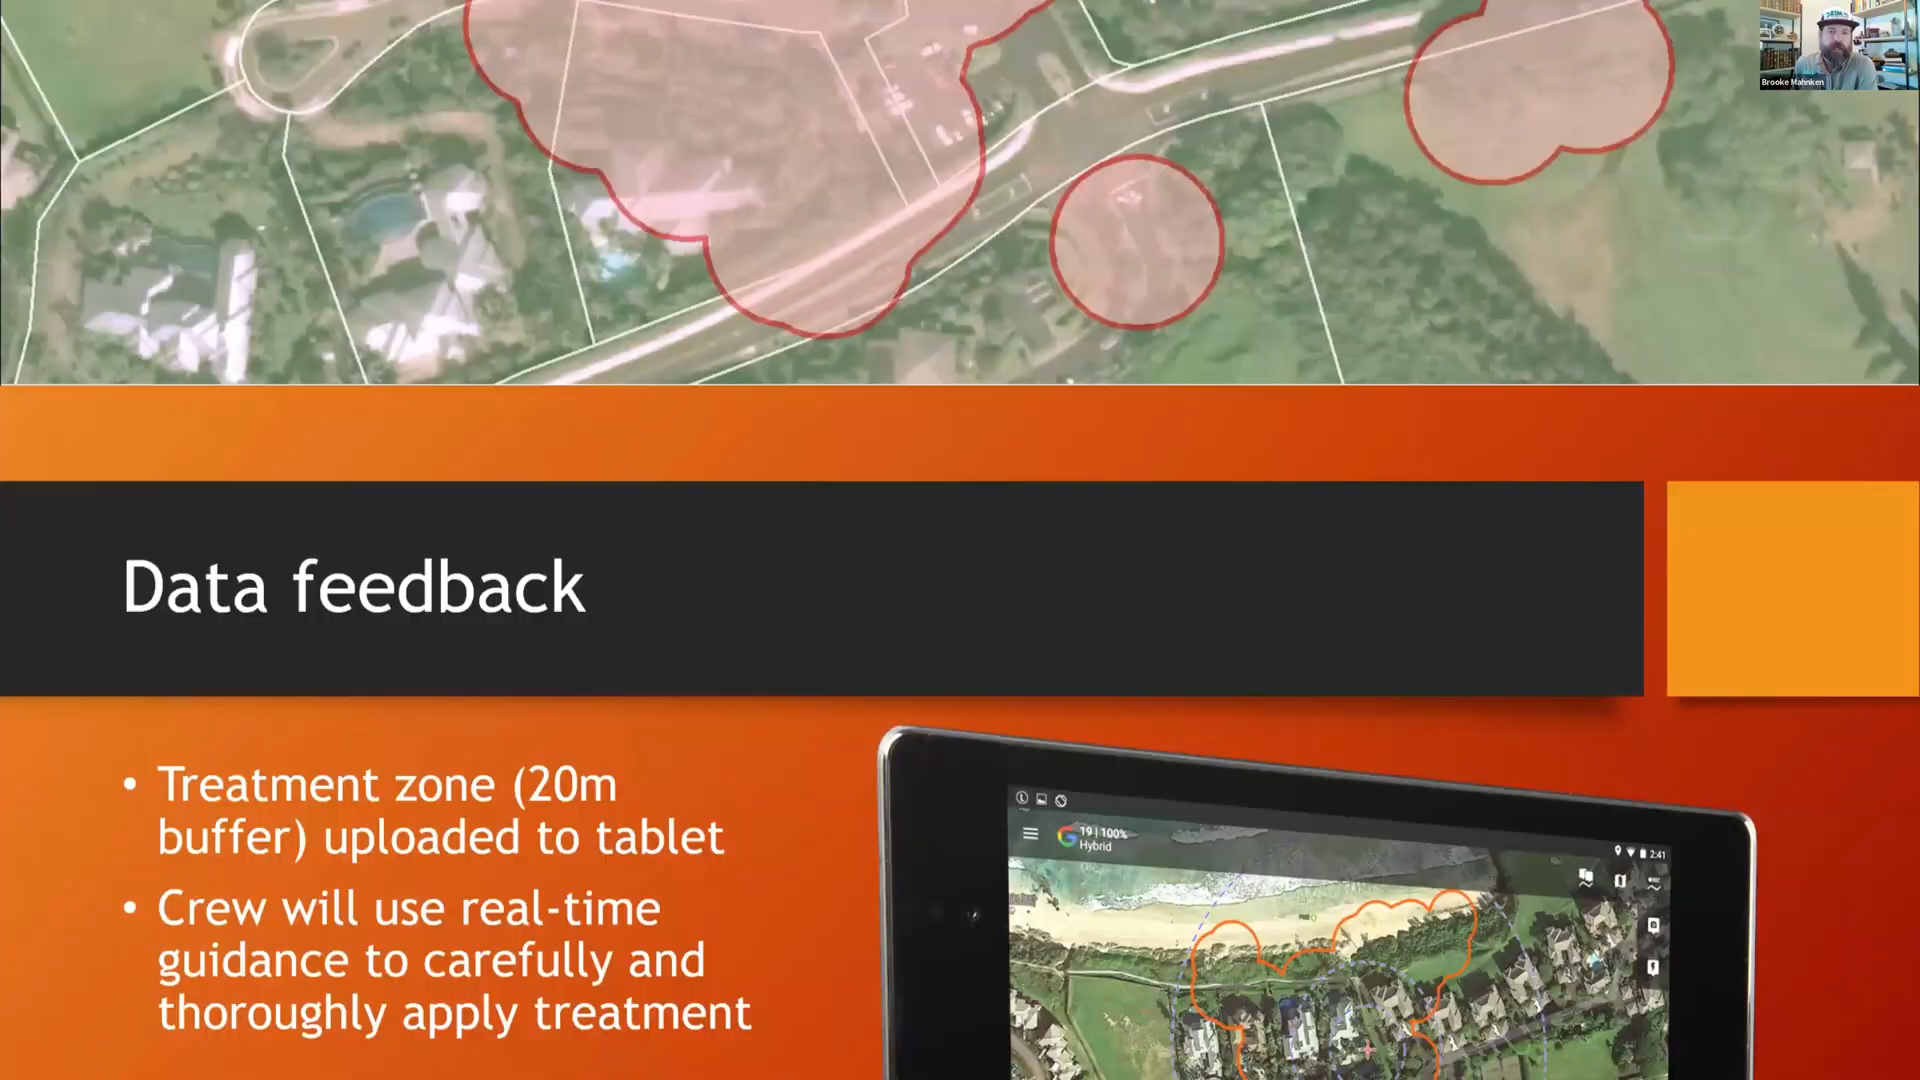 Brooke Mahnken
Data feedback
• Treatment zone (20m
buffer) uploaded to tablet
• Crew will use real-time
guidance to carefully and
thoroughly apply treatment
19 | 100%
Hybrid
2:41